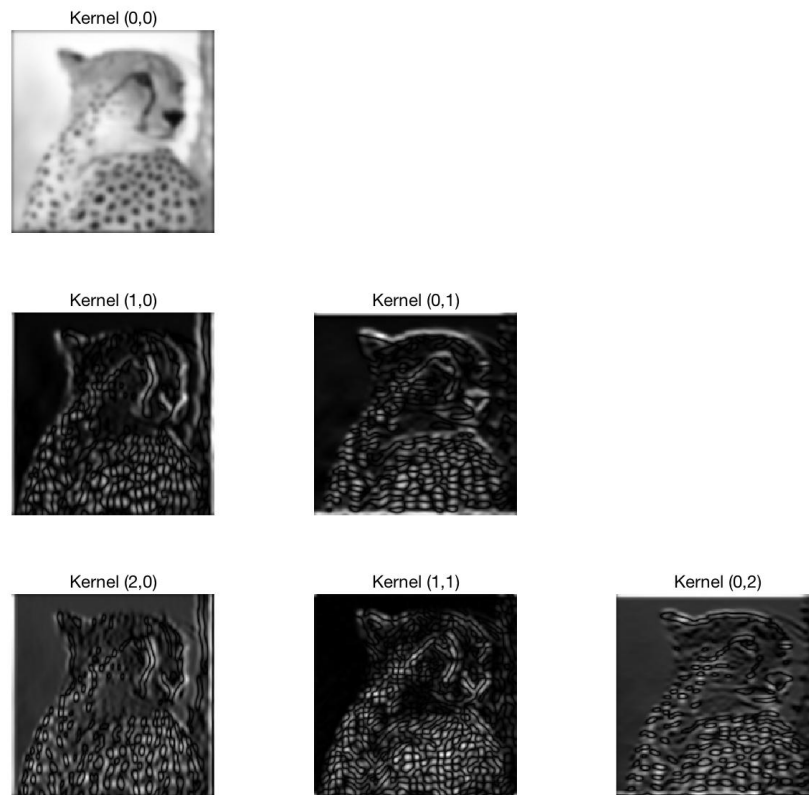 Kernel (0,0)
Kernel (1,0)
Kernel (0,1)
Kernel (2,0)
Kernel (1,1)
Kernel (0,2)